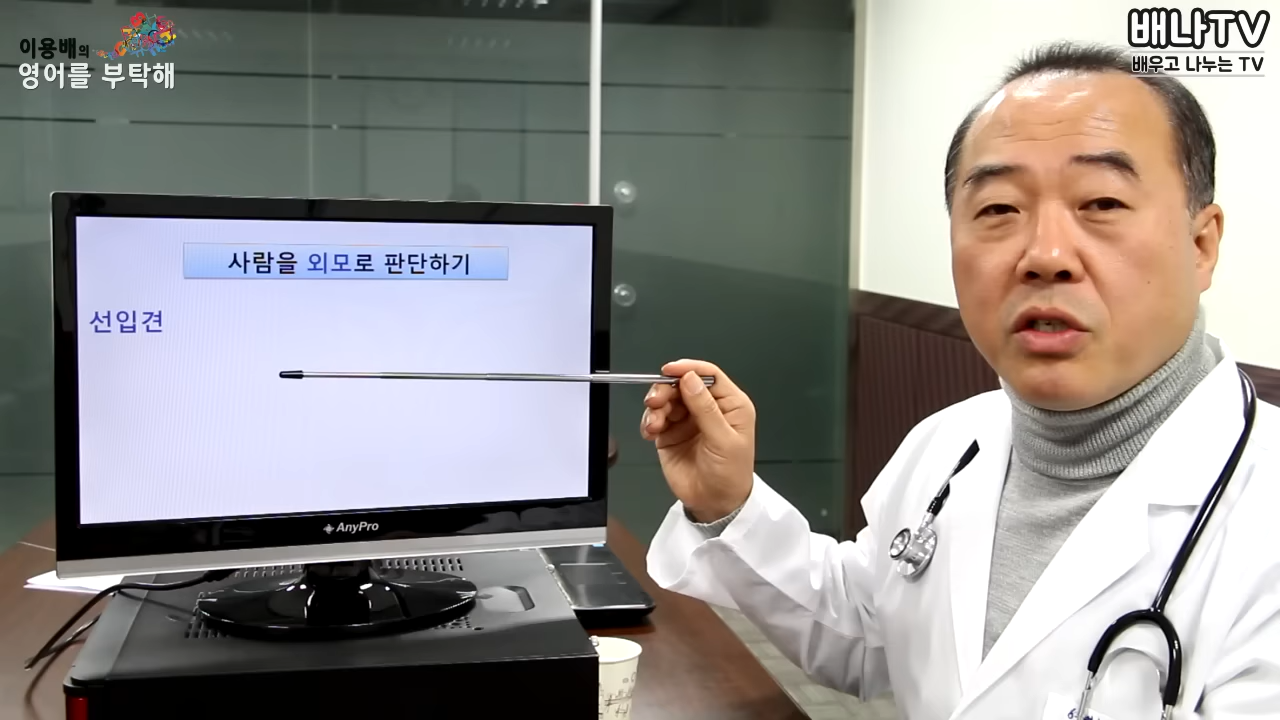 이용배의
영어를 부탁해
배나TV
배우고 나누는 TV
사람을 외모로 판단하기
선입견
AnyPro